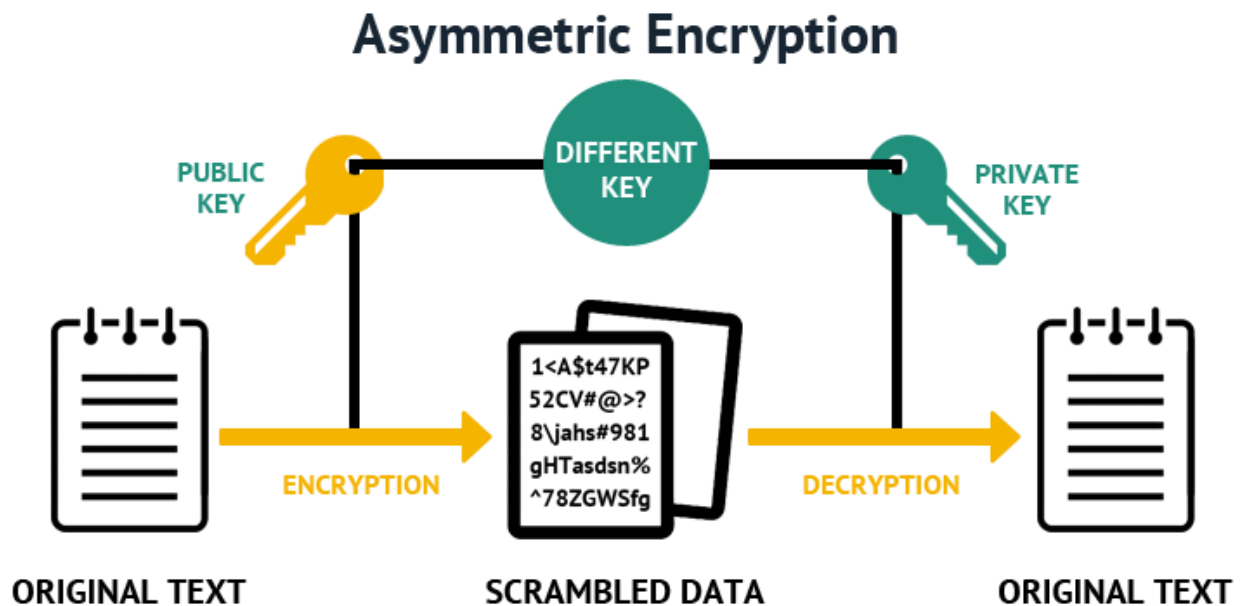 Asymmetric Encryption
PUBLIC
KEY
DIFFERENT
KEY
PRIVATE
KEY
1<A$t47KP
52CV#@>?
8\jahs#981
gHTasdsn%
^78ZGWSfg
ENCRYPTION
DECRYPTION
ORIGINAL TEXT
SCRAMBLED DATA
ORIGINAL TEXT